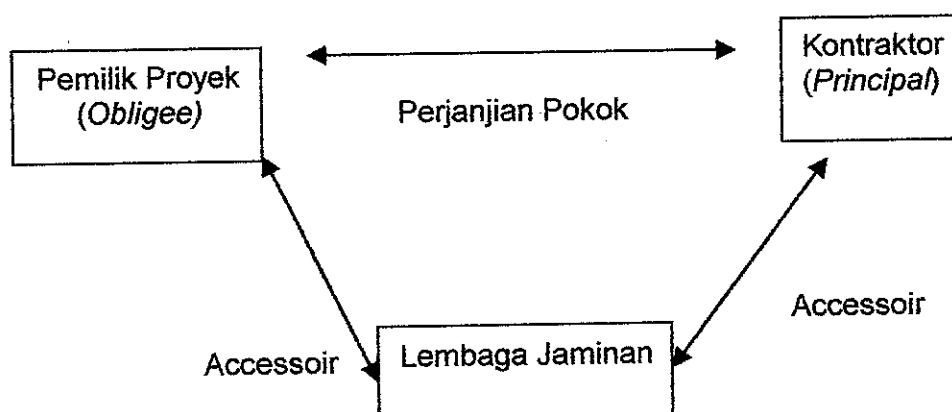 Pemilik Proyek
(Obligee)
Kontraktor
(Principal)
Perjanjian Pokok
Accessoir
Accessoir
Lembaga Jaminan